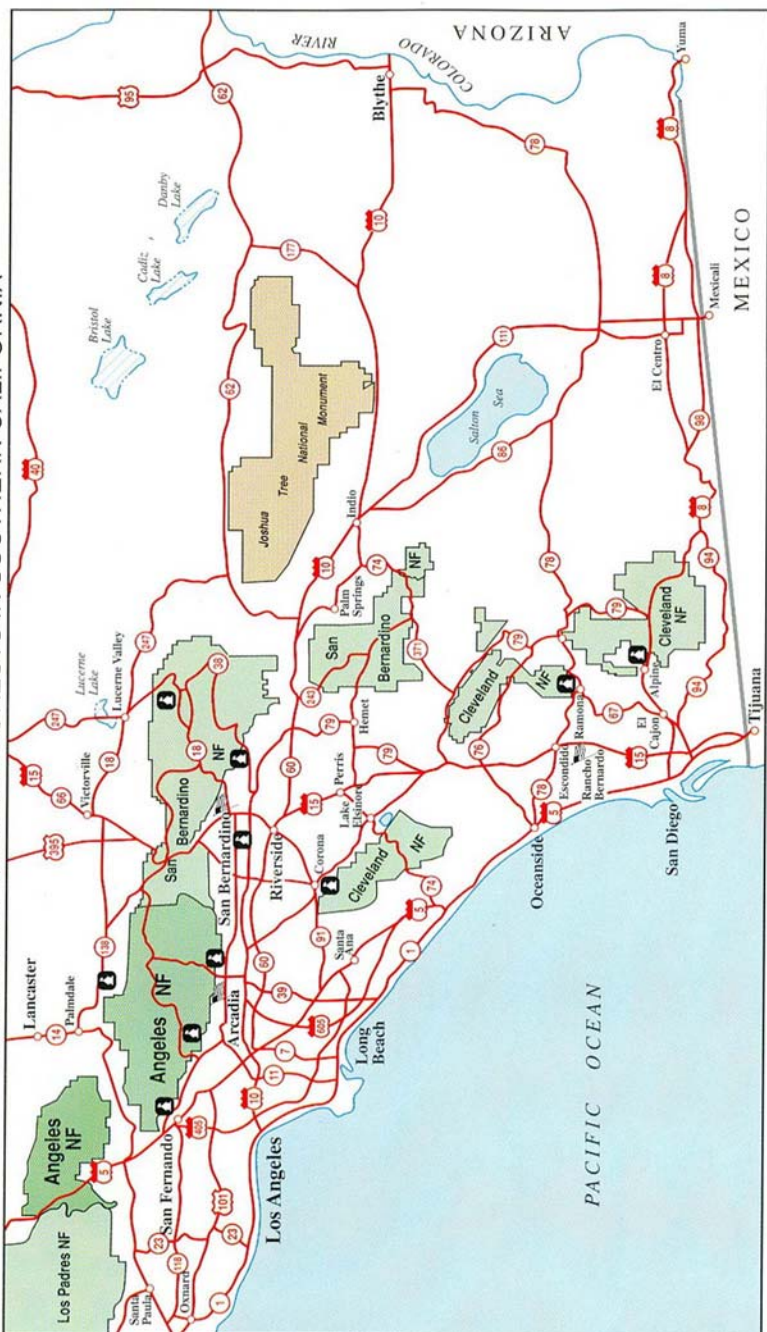 Los Padres NF
Angeles
NF
Santa
Paula
Oxnard
1
23
118
101
23
5
San Fernando
405
Los Angeles
14
Lancaster
Palmdale
138
Angeles
NF
Arcadia
10
11
7
605
Long
Beach
39
60
Santa
Ana
91
1
5
74
395
66
Victorville
15
18
247
Lucerne
Lake
Lucerne Valley
247
San
Bernardino
NF
18
38
San Bernardino
Riverside
Corona
Cleveland
NF
Lake
Elsinore
15
Perris
60
79
Hemet
79
243
San
Bernardino
NF
Palm
Springs
10
74
371
Indio
40
Bristol
Lake
Cadiz
Lake
Danby
Lake
95
62
62
177
Joshua
Tree
National
Monument
10
Blythe
COLORADO
RIVER
ARIZONA
Salton
Sea
111
86
78
78
Cleveland
NF
79
76
Oceanside
78
Escondido
Rancho
Bernardo
Ramona
67
15
5
El
Cajon
Alpine
79
Cleveland
NF
94
94
8
San Diego
Tijuana
98
El Centro
8
Mexicali
8
Yuma
MEXICO
PACIFIC OCEAN